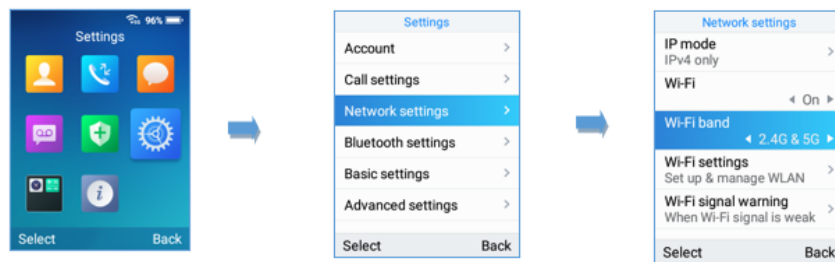 96%
Settings
Select
Back
Settings
Account
Call settings
Network settings
Bluetooth settings
Basic settings
Advanced settings
Select
Back
Network settings
IP mode
IPv4 only
Wi-Fi
On
Wi-Fi band
2.4G & 5G
Wi-Fi settings
Set up & manage WLAN
Wi-Fi signal warning
When Wi-Fi signal is weak
Select
Back